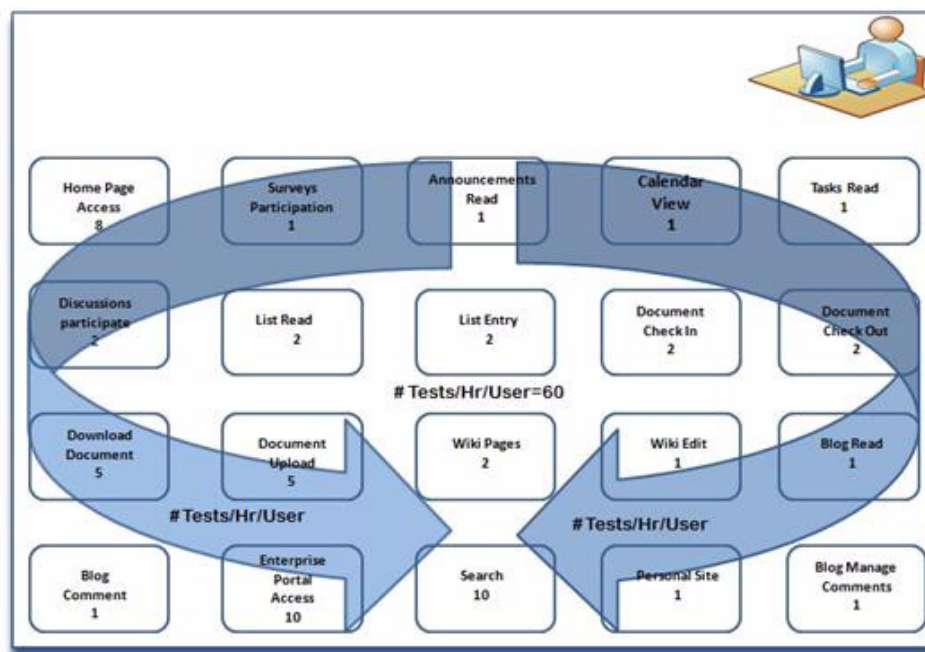 Home Page
Access
8
Surveys
Participation
1
Announcements
Read
1
Calendar
View
1
Tasks Read
1
Discussions
participate
2
List Read
2
List Entry
2
Document
Check In
2
Document
Check Out
2
# Tests/Hr/User=60
Download
Document
5
Document
Upload
5
Wiki Pages
2
Wiki Edit
1
Blog Read
1
# Tests/Hr/User
# Tests/Hr/User
Blog
Comment
1
Enterprise
Portal
Access
10
Search
10
Personal Site
1
Blog Manage
Comments
1